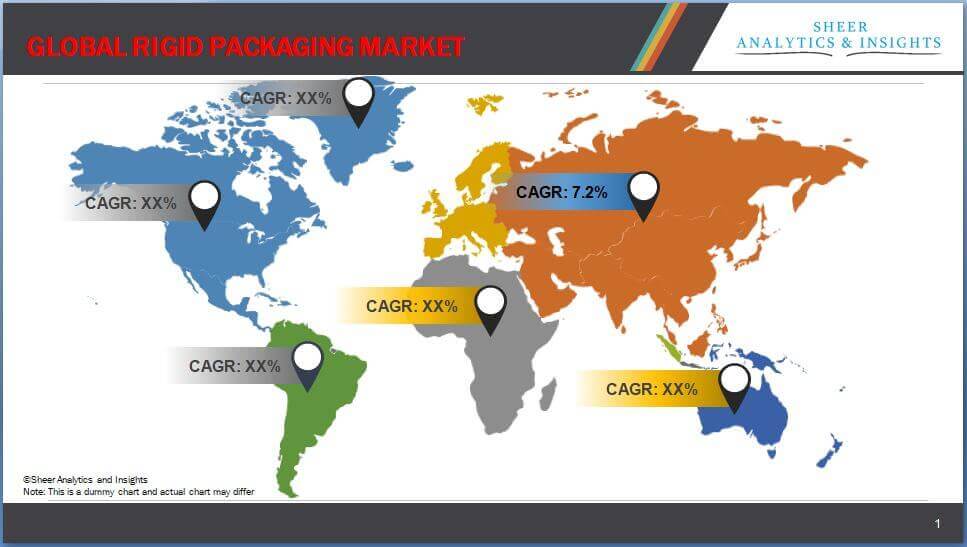 GLOBAL RIGID PACKAGING MARKET
SHEER
ANALYTICS & INSIGHTS
CAGR: XX%
CAGR: XX%
CAGR: 7.2%
CAGR: XX%
CAGR: XX%
CAGR: XX%
©Sheer Analytics and Insights
Note: This is a dummy chart and actual chart may differ
1